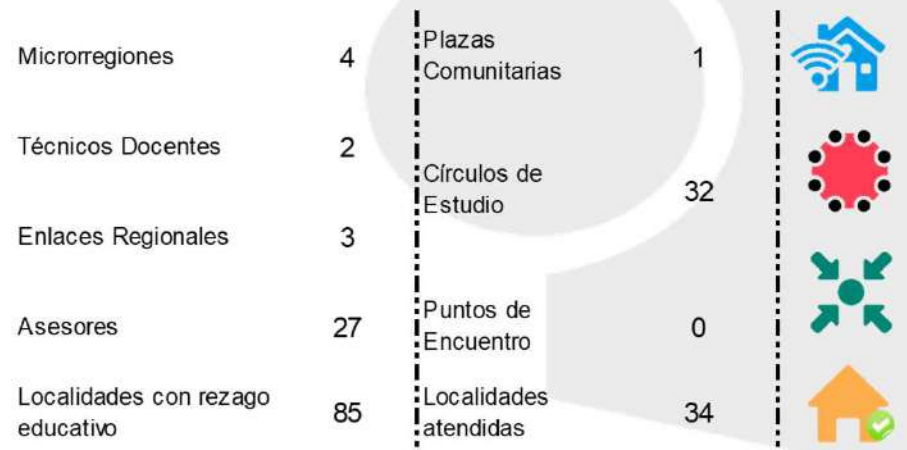 Microrregiones 4
Técnicos Docentes 2
Enlaces Regionales 3
Asesores 27
Localidades con rezago
educativo 85
Plazas
Comunitarias 1
Círculos de
Estudio 32
Puntos de
Encuentro 0
Localidades
atendidas 34